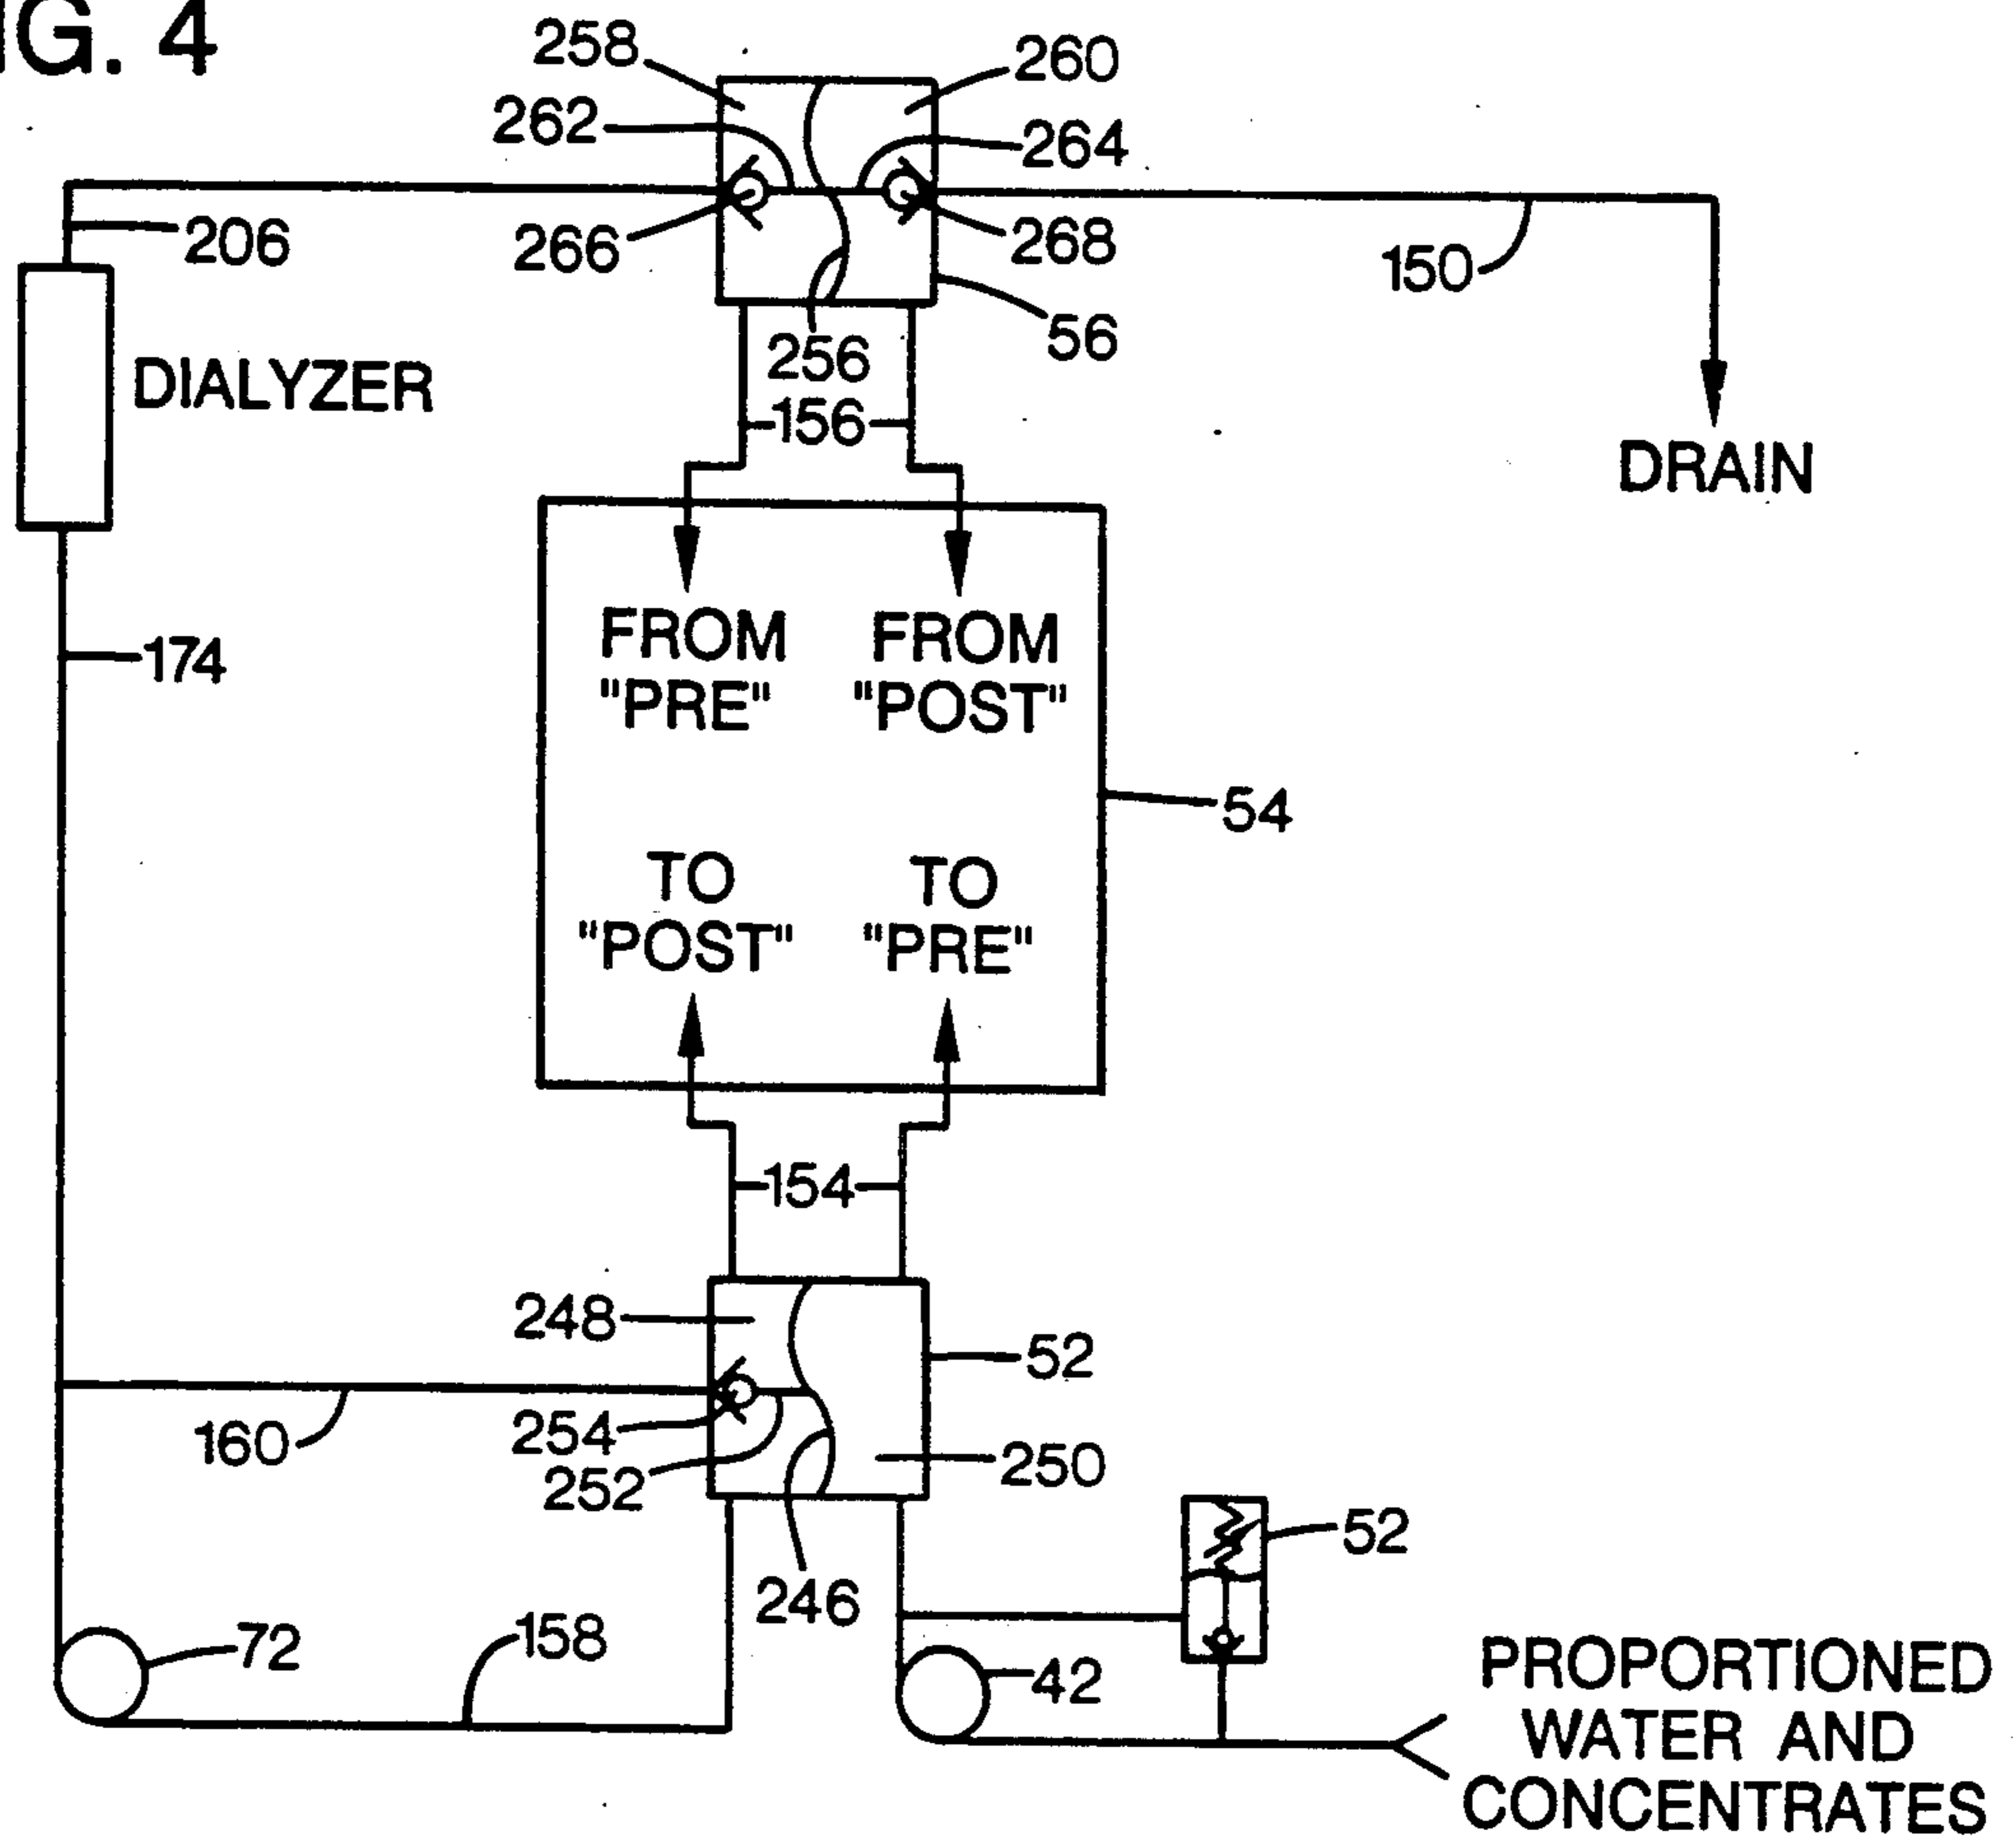 IG. 4
258
260
262
264
206
266
268
150
56
256
DIALYZER
156
DRAIN
FROM "PRE"
FROM "POST"
174
54
TO "POST"
TO "PRE"
154
248
52
160
254
252
250
52
246
72
158
42
PROPORTIONED
WATER AND
CONCENTRATES